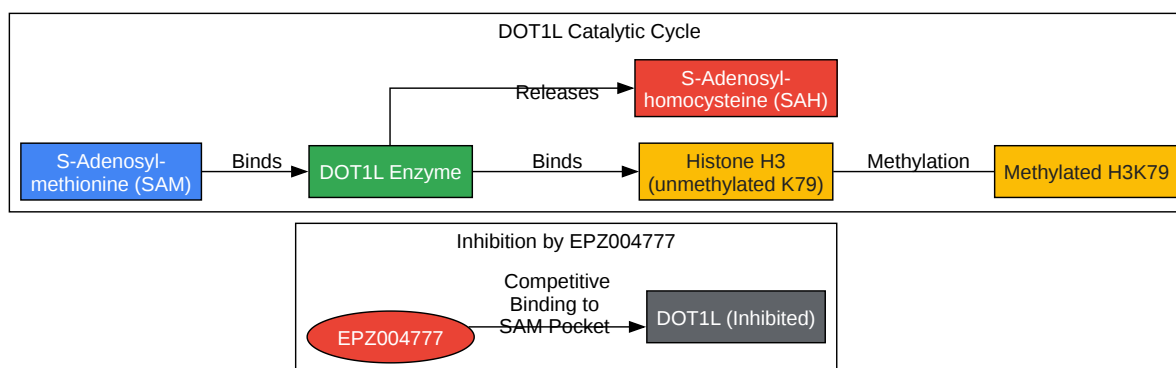 DOT1L Catalytic Cycle
S-Adenosyl-
homocysteine (SAH)
Releases
S-Adenosyl-
methionine (SAM)
Binds
DOT1L Enzyme
Binds
Histone H3
(unmethylated K79)
Methylation
Methylated H3K79
Inhibition by EPZ004777
Competitive
Binding to
SAM Pocket
EPZ004777
DOT1L (Inhibited)